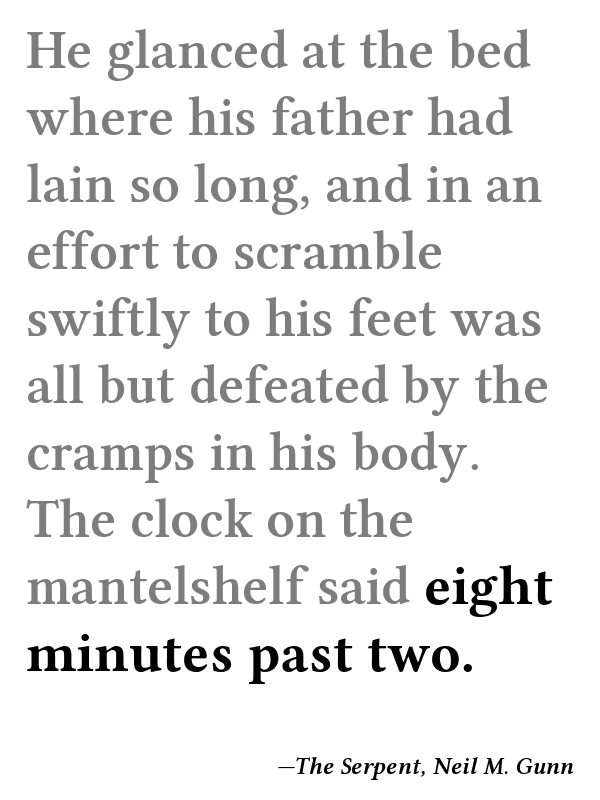 He glanced at the bed
where his father had
lain so long, and in an
effort to scramble
swiftly to his feet was
all but defeated by the
cramps in his body.
The clock on the
mantelshelf said eight
minutes past two.
—The Serpent, Neil M. Gunn